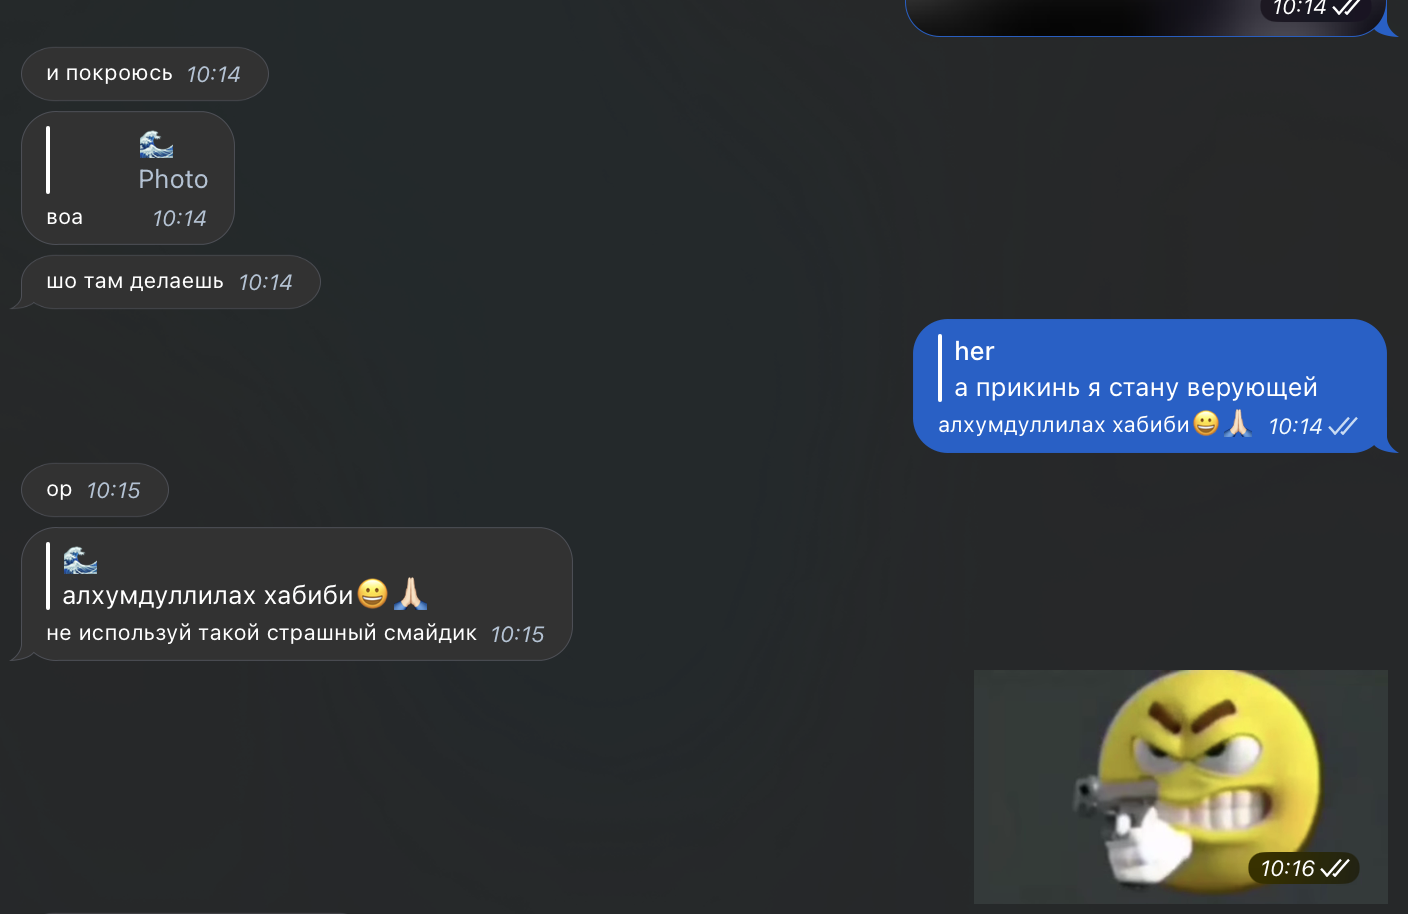 10:14
и покроюсь 10:14
🌊
Photo
воа 10:14
шо там делаешь 10:14
her
а прикинь я стану верующей
алхумдуллилах хабиби😀🙏🏻 10:14
ор 10:15
🌊
алхумдуллилах хабиби😀🙏🏻
не используй такой страшный смайдик 10:15
10:16